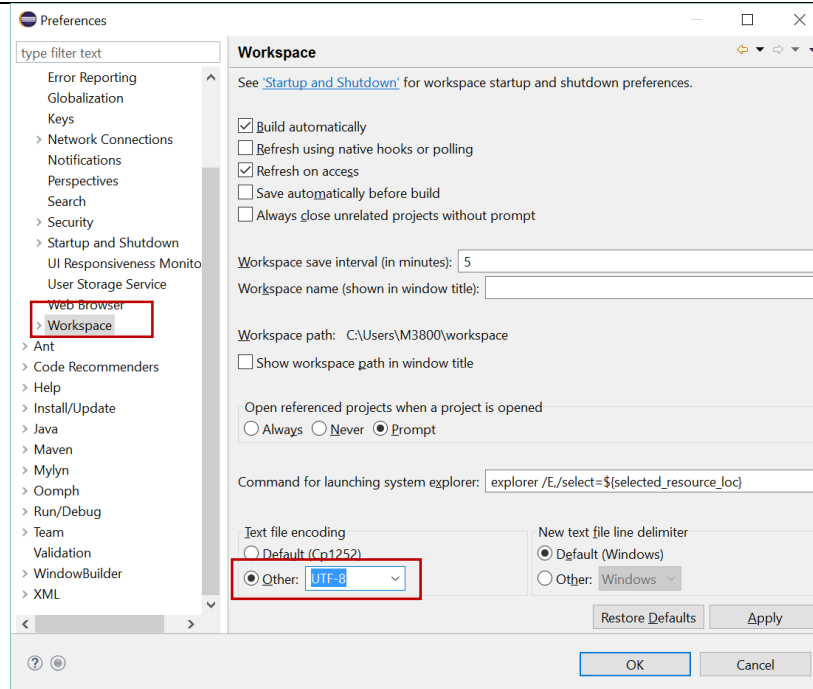 Preferences
type filter text
Error Reporting
Globalization
Keys
Network Connections
Notifications
Perspectives
Search
Security
Startup and Shutdown
UI Responsiveness Monito
User Storage Service
Web Browser
Workspace
Ant
Code Recommenders
Help
Install/Update
Java
Maven
Mylyn
Oomph
Run/Debug
Team
Validation
WindowBuilder
XML
Workspace
See 'Startup and Shutdown' for workspace startup and shutdown preferences.
Build automatically
Refresh using native hooks or polling
Refresh on access
Save automatically before build
Always close unrelated projects without prompt
Workspace save interval (in minutes): 5
Workspace name (shown in window title):
Workspace path: C:\Users\M3800\workspace
Show workspace path in window title
Open referenced projects when a project is opened
Always Never Prompt
Command for launching system explorer: explorer /E,/select=${selected_resource_loc}
Text file encoding
Default (Cp1252)
Other: UTF-8
New text file line delimiter
Default (Windows)
Other: Windows
Restore Defaults Apply
OK Cancel